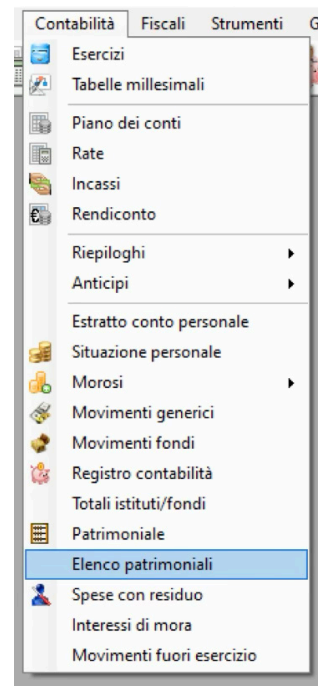 Contabilità Fiscali Strumenti
Esercizi
Tabelle millesimali
Piano dei conti
Rate
Incassi
Rendiconto
Riepiloghi
Anticipi
Estratto conto personale
Situazione personale
Morosi
Movimenti generici
Movimenti fondi
Registro contabilità
Totali istituti/fondi
Patrimoniale
Elenco patrimoniali
Spese con residuo
Interessi di mora
Movimenti fuori esercizio